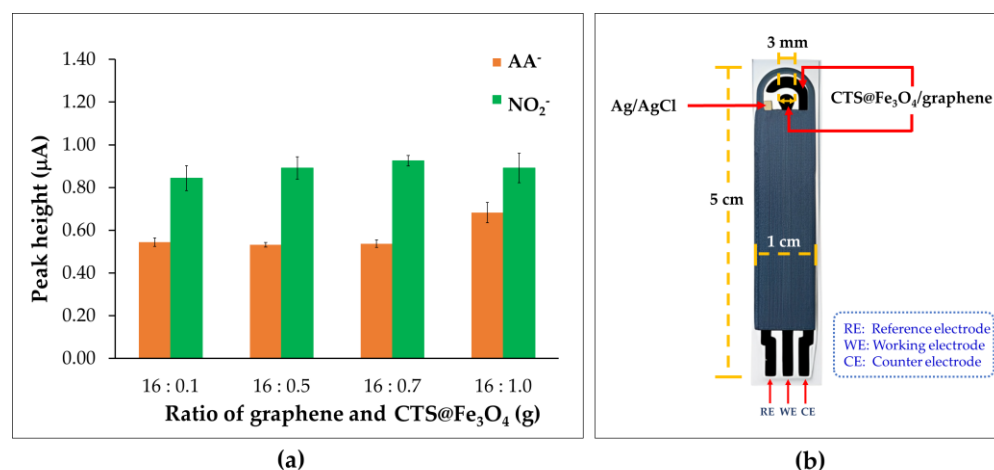 1.40
1.20
1.00
0.80
0.60
0.40
0.20
0.00
Peak height (µA)
AA⁻
NO₂⁻
16 : 0.1
16 : 0.5
16 : 0.7
16 : 1.0
Ratio of graphene and CTS@Fe₃O₄ (g)
(a)
3 mm
Ag/AgCl
CTS@Fe₃O₄/graphene
5 cm
1 cm
RE: Reference electrode
WE: Working electrode
CE: Counter electrode
RE WE CE
(b)